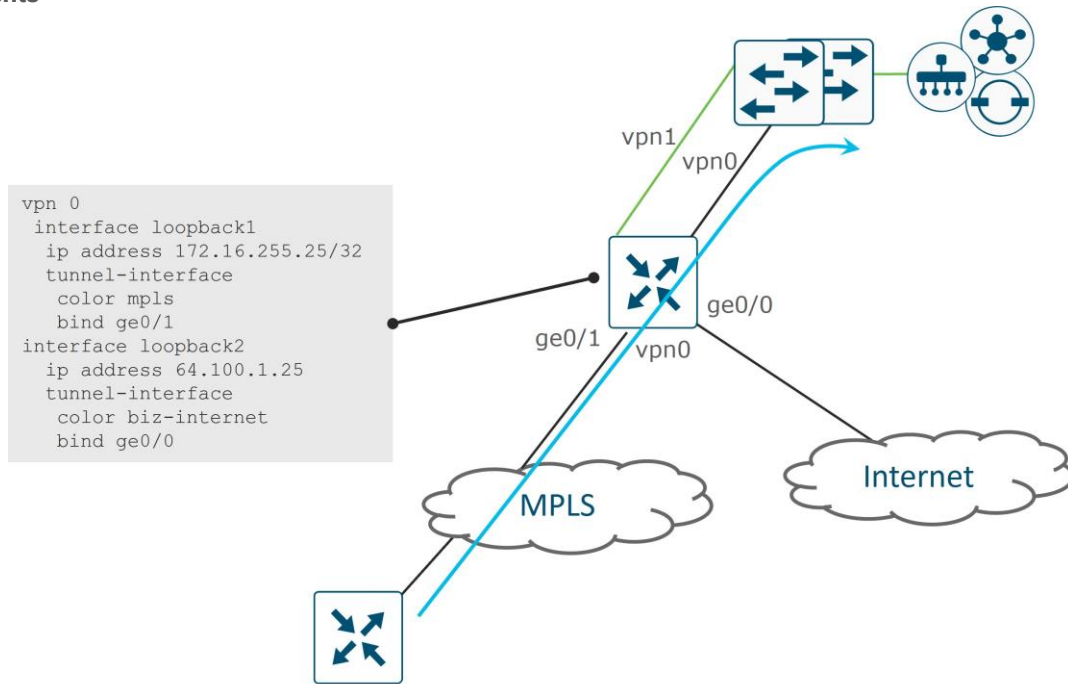 vpn1
vpn0
vpn 0
 interface loopback1
  ip address 172.16.255.25/32
  tunnel-interface
   color mpls
   bind ge0/1
interface loopback2
  ip address 64.100.1.25
  tunnel-interface
   color biz-internet
   bind ge0/0
ge0/0
ge0/1
vpn0
Internet
MPLS